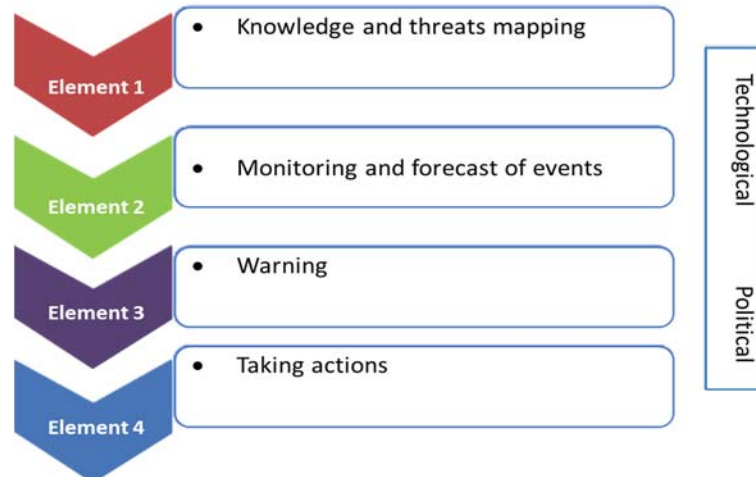 Element 1
• Knowledge and threats mapping
Element 2
• Monitoring and forecast of events
Element 3
• Warning
Element 4
• Taking actions
Technological
Political